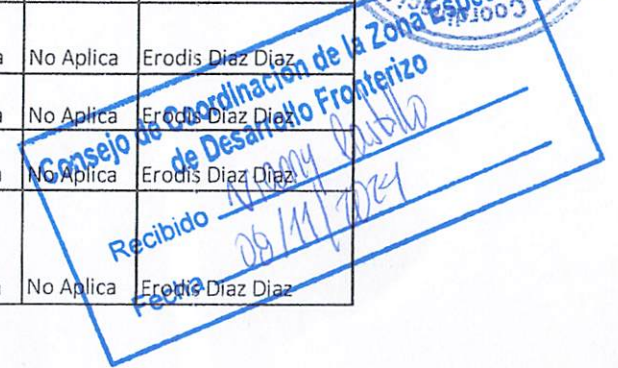 No Aplica Erodis Diaz Diaz
No Aplica Erodis Diaz Diaz
No Aplica Erodis Diaz Diaz
No Aplica Erodis Diaz Diaz
Consejo de Coordinación de la Zona
de Desarrollo Fronterizo
Recibido
Fecha 08/11/2024